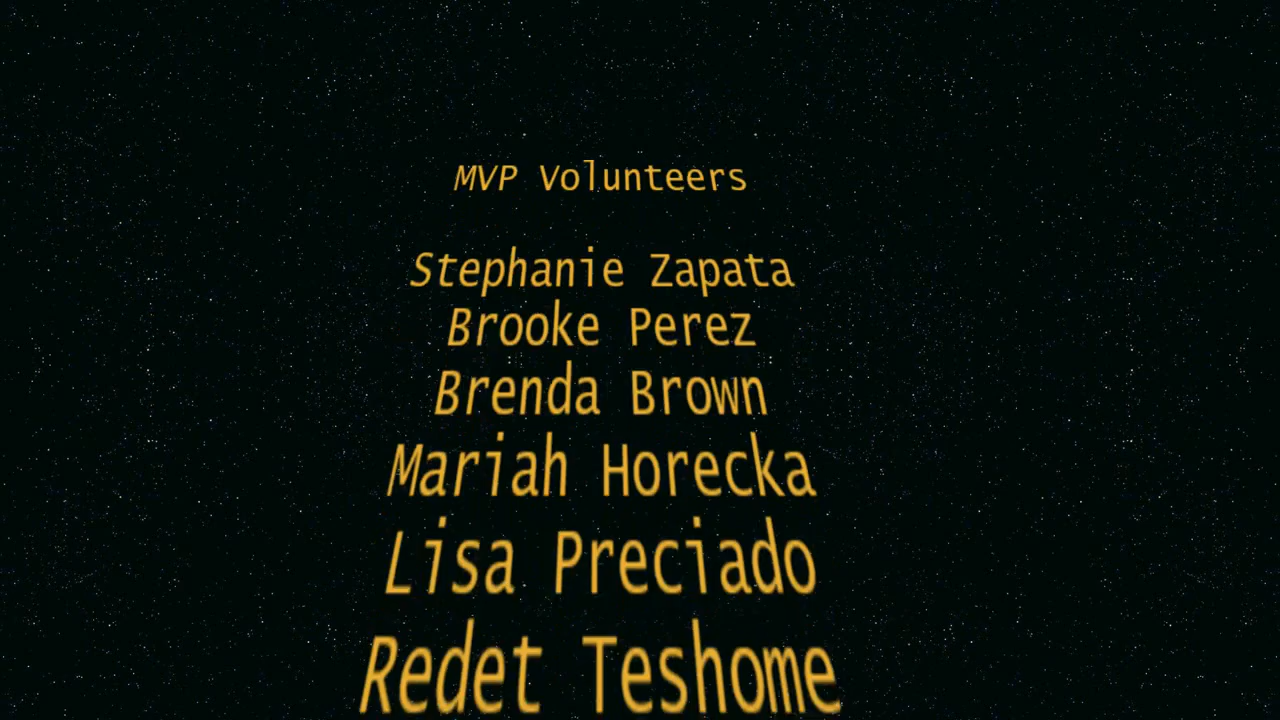 MVP Volunteers
Stephanie Zapata
Brooke Perez
Brenda Brown
Mariah Horecka
Lisa Preciado
Redet Teshome